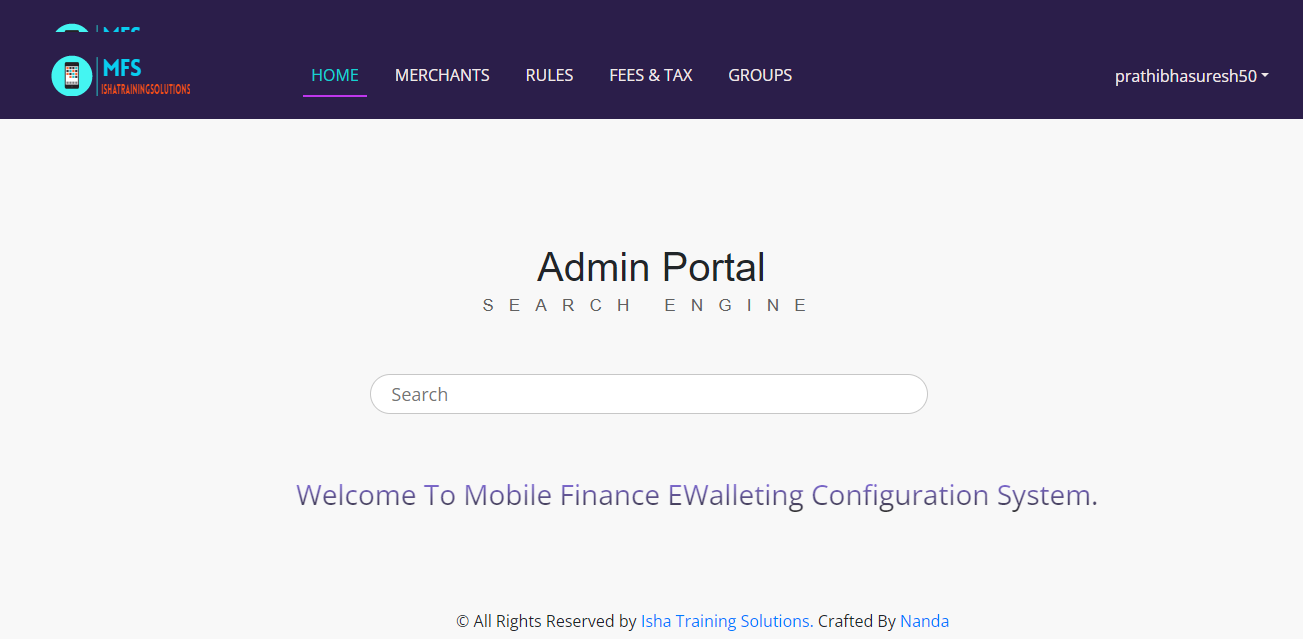 MFS
MFS
ISHATRAININGSOLUTIONS
HOME MERCHANTS RULES FEES & TAX GROUPS prathibhasuresh50
Admin Portal
SEARCH ENGINE
Search
Welcome To Mobile Finance EWalleting Configuration System.
© All Rights Reserved by Isha Training Solutions. Crafted By Nanda